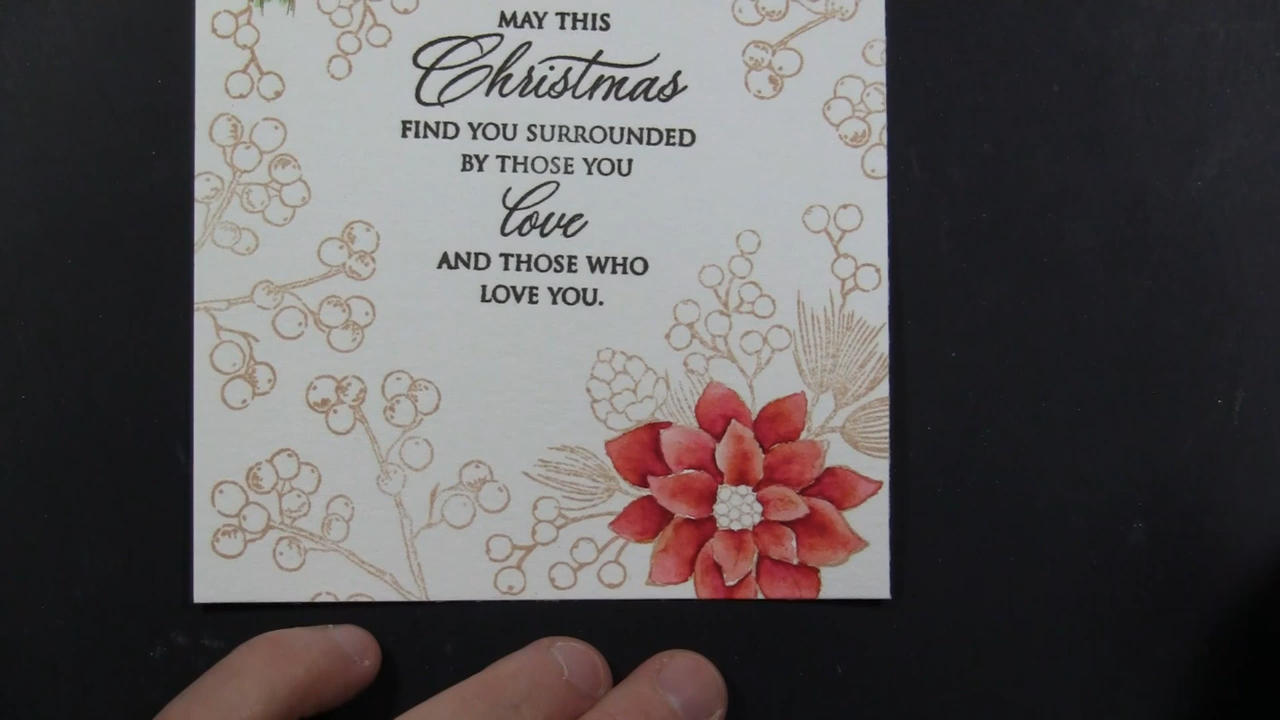 MAY THIS
Christmas
FIND YOU SURROUNDED
BY THOSE YOU
love
AND THOSE WHO
LOVE YOU.